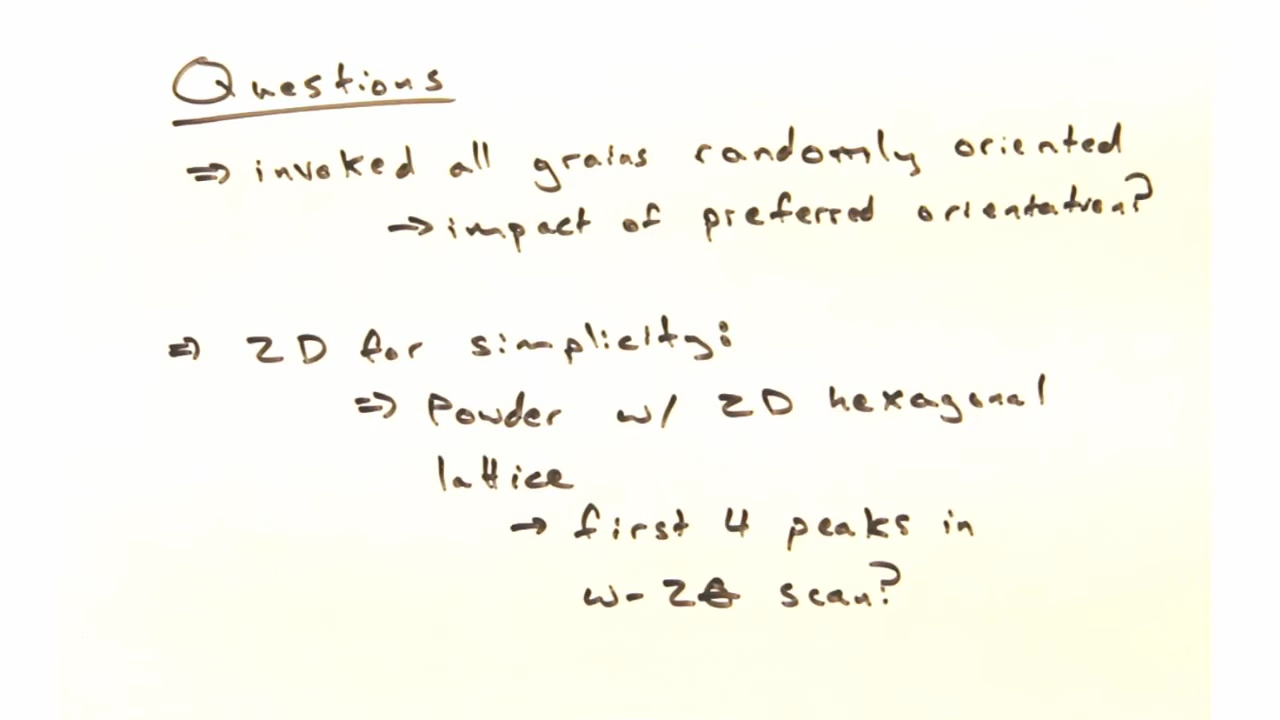 Questions
⇒ invoked all grains randomly oriented
→ impact of preferred orientation?
⇒ 2D for simplicity:
⇒ Powder w/ 2D hexagonal
lattice
→ first 4 peaks in
ω-2θ scan?